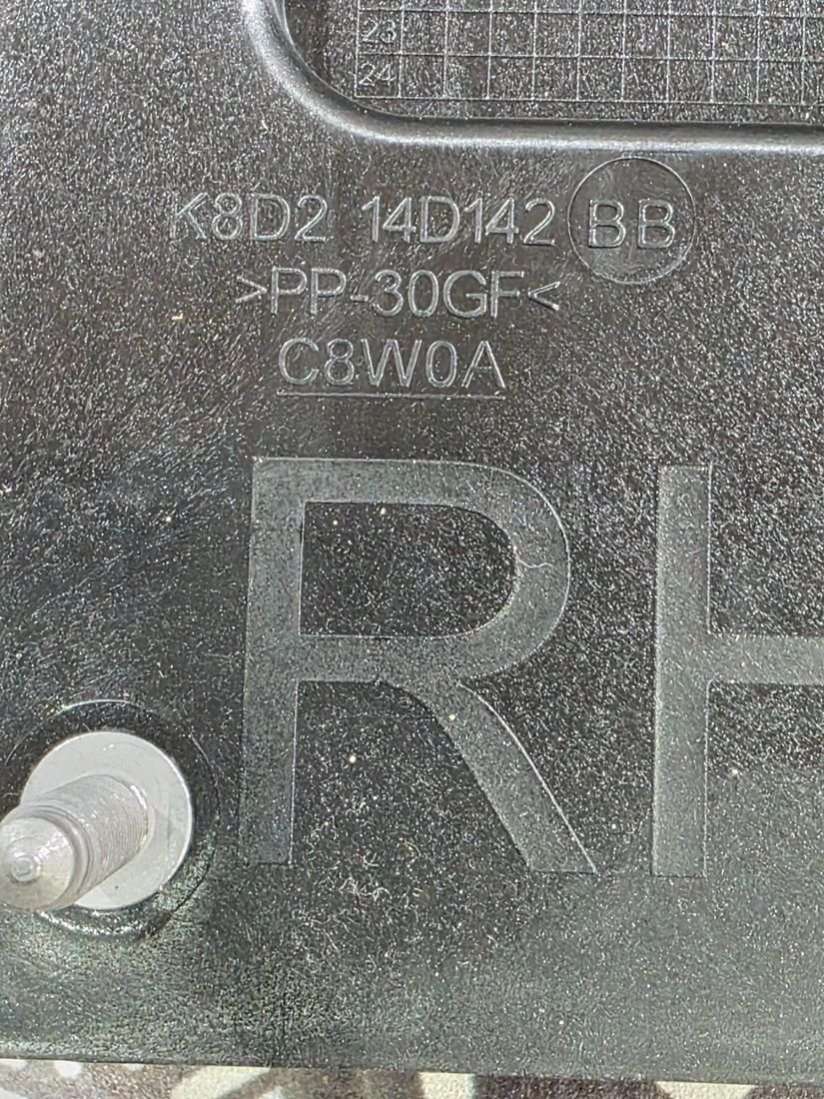 23
24
K8D2 14D142 BB
>PP-30GF<
C8W0A
RH